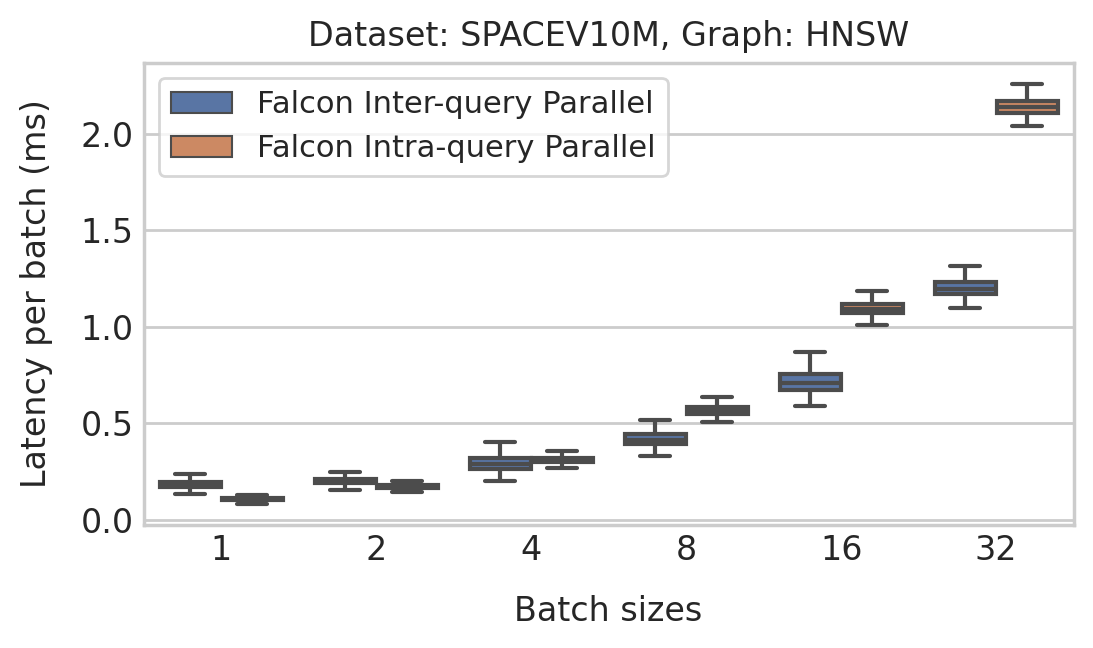 Dataset: SPACEV10M, Graph: HNSW
Falcon Inter-query Parallel
Falcon Intra-query Parallel
Latency per batch (ms)
2.0
1.5
1.0
0.5
0.0
1 2 4 8 16 32
Batch sizes